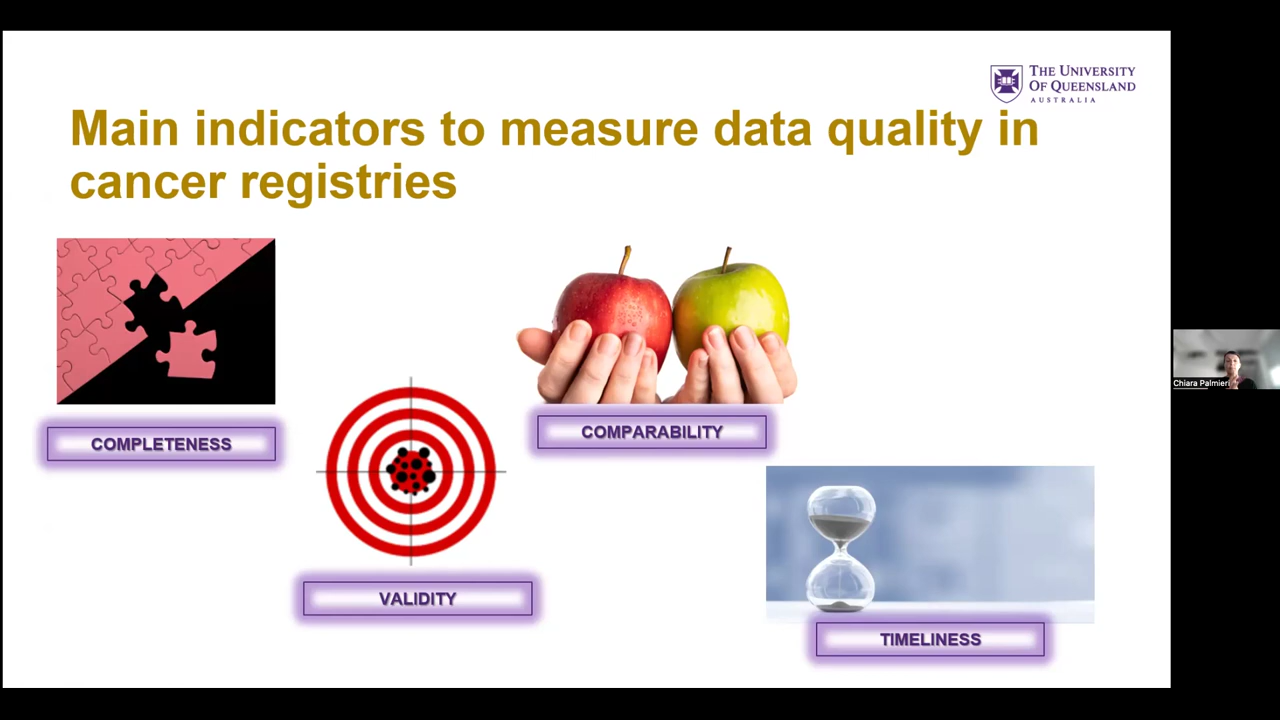 THE UNIVERSITY
OF QUEENSLAND
AUSTRALIA
Main indicators to measure data quality in
cancer registries
COMPLETENESS
COMPARABILITY
VALIDITY
TIMELINESS
Chiara Palmieri